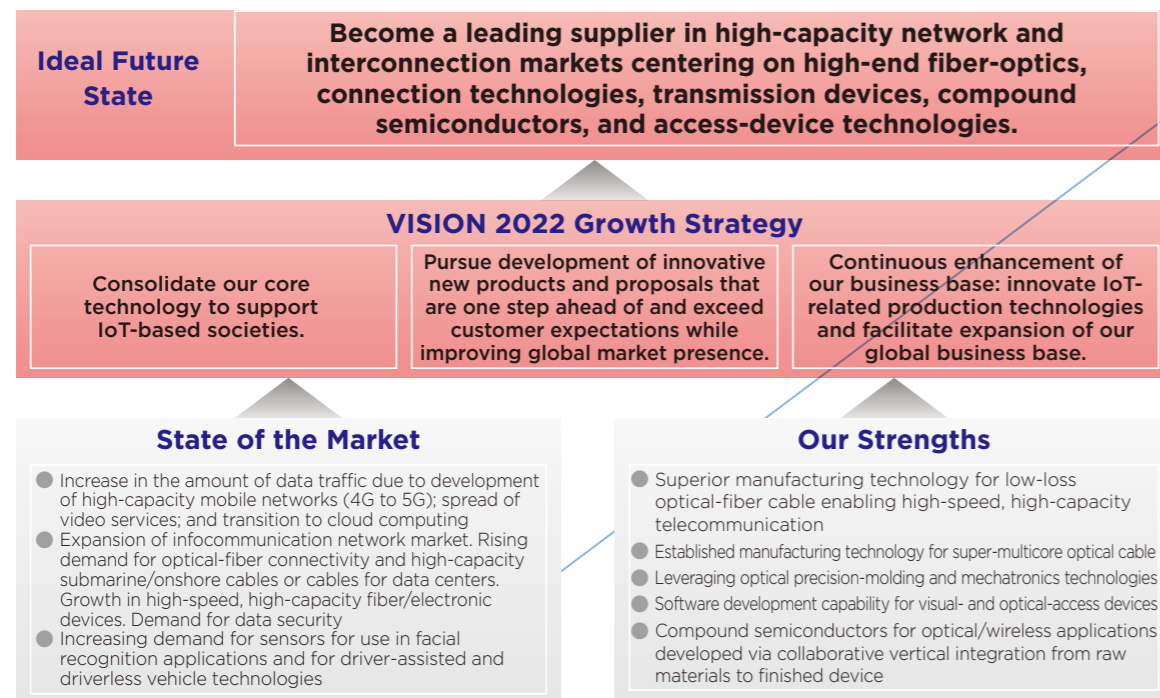 Ideal Future
State
Become a leading supplier in high-capacity network and
interconnection markets centering on high-end fiber-optics,
connection technologies, transmission devices, compound
semiconductors, and access-device technologies.
VISION 2022 Growth Strategy
Consolidate our core
technology to support
IoT-based societies.
Pursue development of innovative
new products and proposals that
are one step ahead of and exceed
customer expectations while
improving global market presence.
Continuous enhancement of
our business base: innovate IoT-
related production technologies
and facilitate expansion of our
global business base.
State of the Market
● Increase in the amount of data traffic due to development
of high-capacity mobile networks (4G to 5G); spread of
video services; and transition to cloud computing
● Expansion of infocommunication network market. Rising
demand for optical-fiber connectivity and high-capacity
submarine/onshore cables or cables for data centers.
Growth in high-speed, high-capacity fiber/electronic
devices. Demand for data security
● Increasing demand for sensors for use in facial
recognition applications and for driver-assisted and
driverless vehicle technologies
Our Strengths
● Superior manufacturing technology for low-loss
optical-fiber cable enabling high-speed, high-capacity
telecommunication
● Established manufacturing technology for super-multicore optical cable
● Leveraging optical precision-molding and mechatronics technologies
● Software development capability for visual- and optical-access devices
● Compound semiconductors for optical/wireless applications
developed via collaborative vertical integration from raw
materials to finished device